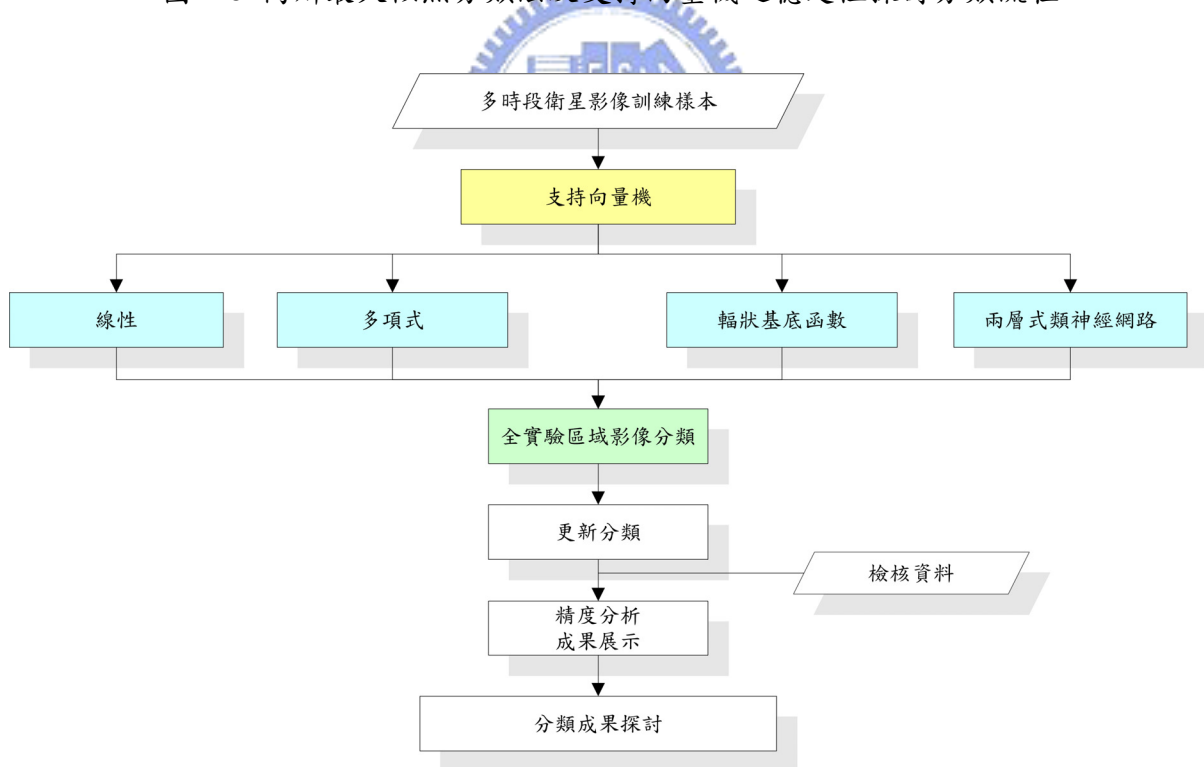 多時段衛星影像訓練樣本
支持向量機
線性
多項式
輻狀基底函數
兩層式類神經網路
全實驗區域影像分類
更新分類
檢核資料
精度分析
成果展示
分類成果探討